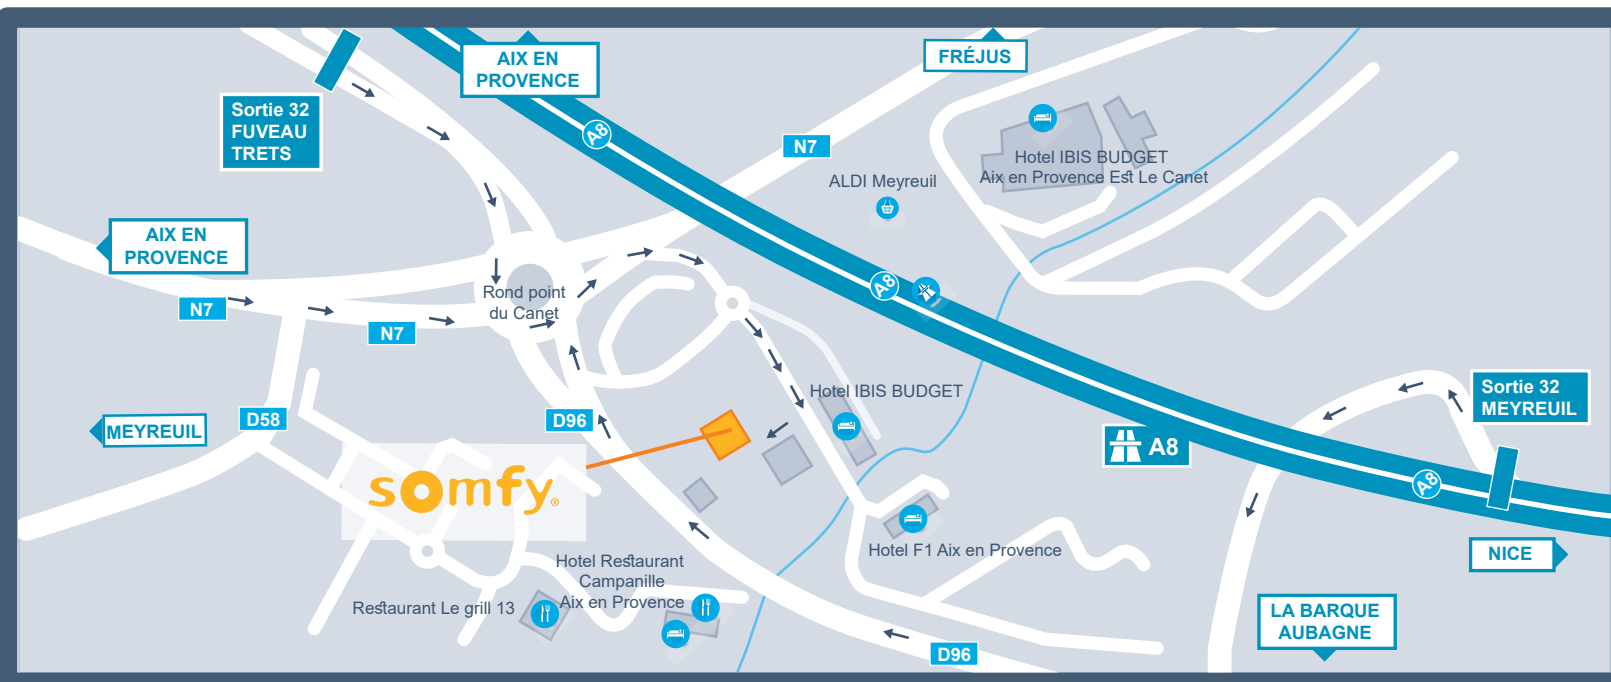 AIX EN
PROVENCE
FRÉJUS
Sortie 32
FUVEAU
TRETS
A8
N7
Hotel IBIS BUDGET
Aix en Provence Est Le Canet
ALDI Meyreuil
AIX EN
PROVENCE
Rond point
du Canet
A8
N7
N7
Hotel IBIS BUDGET
Sortie 32
MEYREUIL
D58
D96
MEYREUIL
A8
somfy®
A8
Hotel F1 Aix en Provence
NICE
Hotel Restaurant
Campanille
Aix en Provence
Restaurant Le grill 13
LA BARQUE
AUBAGNE
D96